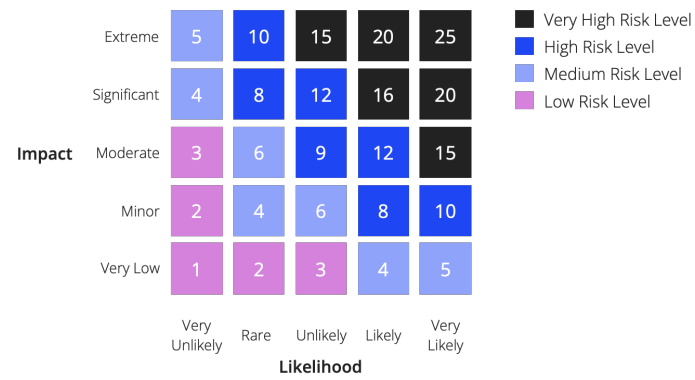 Extreme 5 10 15 20 25
Significant 4 8 12 16 20
Impact Moderate 3 6 9 12 15
Minor 2 4 6 8 10
Very Low 1 2 3 4 5
Very Unlikely Rare Unlikely Likely Very Likely
Likelihood
Very High Risk Level
High Risk Level
Medium Risk Level
Low Risk Level